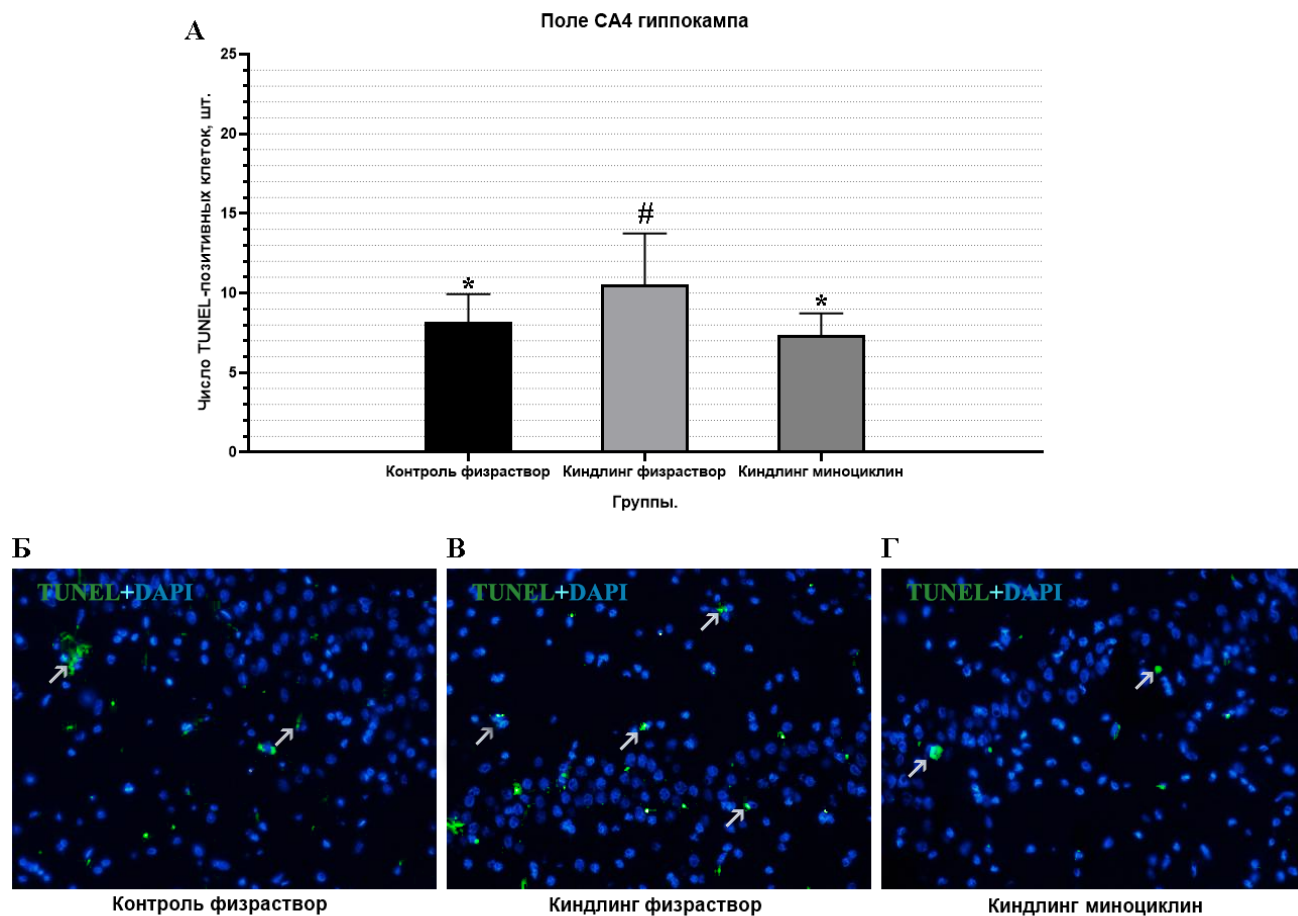 Поле СА4 гиппокампа
А
Число TUNEL-позитивных клеток, шт.
25
20
15
10
5
0
*
#
*
Контроль физраствор
Киндлинг физраствор
Киндлинг миноциклин
Группы.
Б
В
Г
TUNEL+DAPI
TUNEL+DAPI
TUNEL+DAPI
Контроль физраствор
Киндлинг физраствор
Киндлинг миноциклин